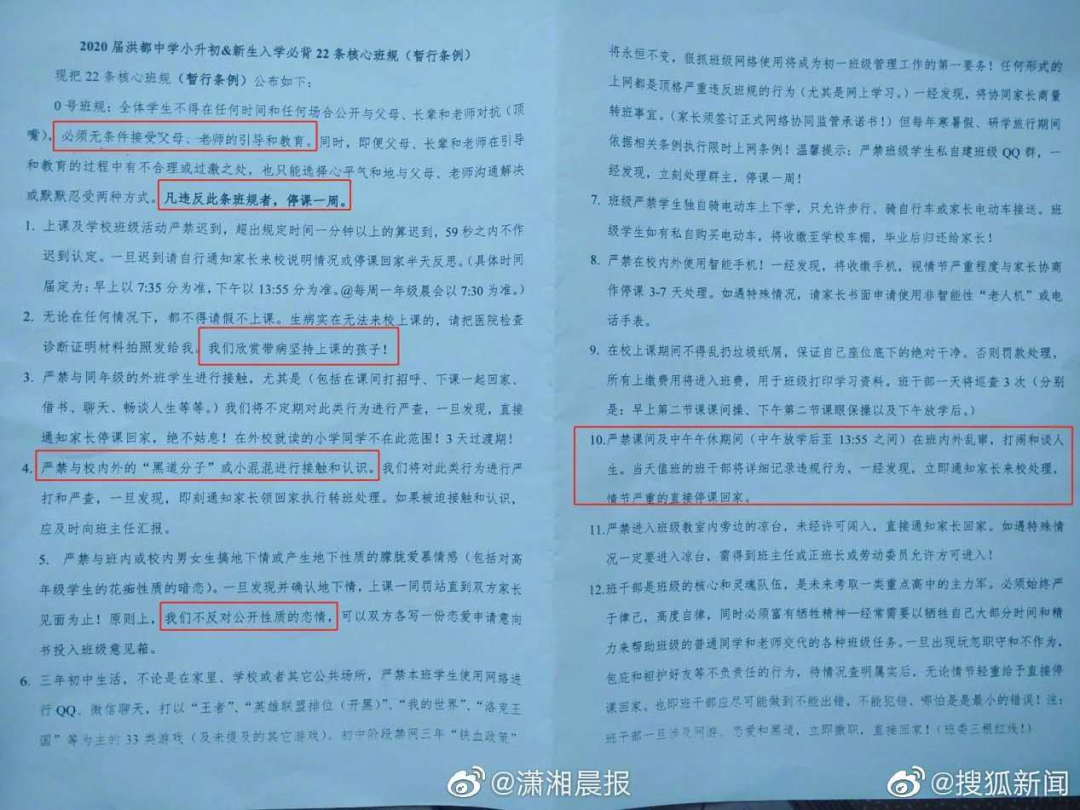 2020 届洪都中学小升初&新生入学必背 22 条核心班规（暂行条例）
现把 22 条核心班规（暂行条例）公布如下：
0 号班规：全体学生不得在任何时间和任何场合公开与父母、长辈和老师对抗（顶
嘴），必须无条件接受父母、老师的引导和教育。同时，即便父母、长辈和老师在引导
和教育的过程中有不合理或过激之处，也只能选择心平气和地与父母、老师沟通解决
或默默忍受两种方式。凡违反此条班规者，停课一周。
1. 上课及学校班级活动严禁迟到，超出规定时间一分钟以上的算迟到，59 秒之内不作
迟到认定。一旦迟到请自行通知家长来校说明情况或停课回家半天反思。（具体时间
届定为：早上以 7:35 分为准，下午以 13:55 分为准。@每周一年级晨会以 7:30 为准。）
2. 无论在任何情况下，都不得请假不上课。生病实在无法来校上课的，请把医院检查
诊断证明材料拍照发给我。我们欣赏带病坚持上课的孩子！
3. 严禁与同年级的外班学生进行接触，尤其是（包括在课间打招呼、下课一起回家、
借书、聊天、畅谈人生等等。）我们将不定期对此类行为进行严查，一旦发现，直接
通知家长停课回家，绝不姑息！在外校就读的小学同学不在此范围！3 天过渡期！
4. 严禁与校内外的“黑道分子”或小混混进行接触和认识。我们将对此类行为进行严
打和严查，一旦发现，即刻通知家长领回家执行转班处理。如果被迫接触和认识，
应及时向班主任汇报。
5. 严禁与班内或校内男女生搞地下情或产生地下性质的朦胧爱慕情感（包括对高
年级学生的花痴性质的暗恋）。一旦发现并确认地下情，上课一同罚站直到双方家长
见面为止！原则上，我们不反对公开性质的恋情，可以双方各写一份恋爱申请意向
书投入班级意见箱。
6. 三年初中生活，不论是在家里、学校或者其它公共场所，严禁本班学生使用网络进
行 QQ、微信聊天，打以“王者”、“英雄联盟排位（开黑）”、“我的世界”、“洛克王
国”等为主的 33 类游戏（及未提及的其它游戏）。初中阶段禁网三年“铁血政策”
将永恒不变，狠抓班级网络使用将成为初一班级管理工作的第一要务！任何形式的
上网都是顶格严重违反班规的行为（尤其是网上学习。）一经发现，将协同家长商量
转班事宜。（家长须签订正式网络协同监管承诺书！）但每年寒暑假、研学旅行期间
依据相关条例执行限时上网条例！温馨提示：严禁班级学生私自建班级 QQ 群，一
经发现，立刻处理群主，停课一周！
7. 班级严禁学生独自骑电动车上下学，只允许步行、骑自行车或家长电动车接送。班
级学生如有私自购买电动车，将收缴至学校车棚，毕业后归还给家长！
8. 严禁在校内外使用智能手机！一经发现，将收缴手机，视情节严重程度与家长协商
作停课 3-7 天处理。如遇特殊情况，请家长书面申请使用非智能性“老人机”或电
话手表。
9. 在校上课期间不得乱扔垃圾纸屑，保证自己座位底下的绝对干净。否则罚款处理，
所有上缴费用将进入班费，用于班级打印学习资料。班干部一天将巡查 3 次（分别
是：早上第二节课课间操、下午第二节课眼保操以及下午放学后。）
10. 严禁课间及中午午休期间（中午放学后至 13:55 之间）在班内外乱窜，打闹和谈人
生。当天值班的班干部将详细记录违规行为，一经发现，立即通知家长来校处理，
情节严重的直接停课回家。
11. 严禁进入班级教室内旁边的凉台，未经许可闯入，直接通知家长回家。如遇特殊情
况一定要进入凉台，需得到班主任或正班长或劳动委员允许方可进入！
12. 班干部是班级的核心和灵魂队伍，是未来考取一类重点高中的主力军。必须始终严
于律己，高度自律，同时必须富有牺牲精神—经常需要以牺牲自己大部分时间和精
力来帮助班级的普通同学和老师交代的各种班级任务。一旦出现玩忽职守和不作为，
包庇和袒护好友等不负责任的行为，待情况查明属实后，无论情节轻重给予直接停
课回家。也即班干部应尽可能做到不能出错，不能犯错，哪怕是是最小的错误！注：
班干部一旦涉及网游、恋爱和黑道，立即撤职，直接回家！（班委三根红线！）
@潇湘晨报
@搜狐新闻